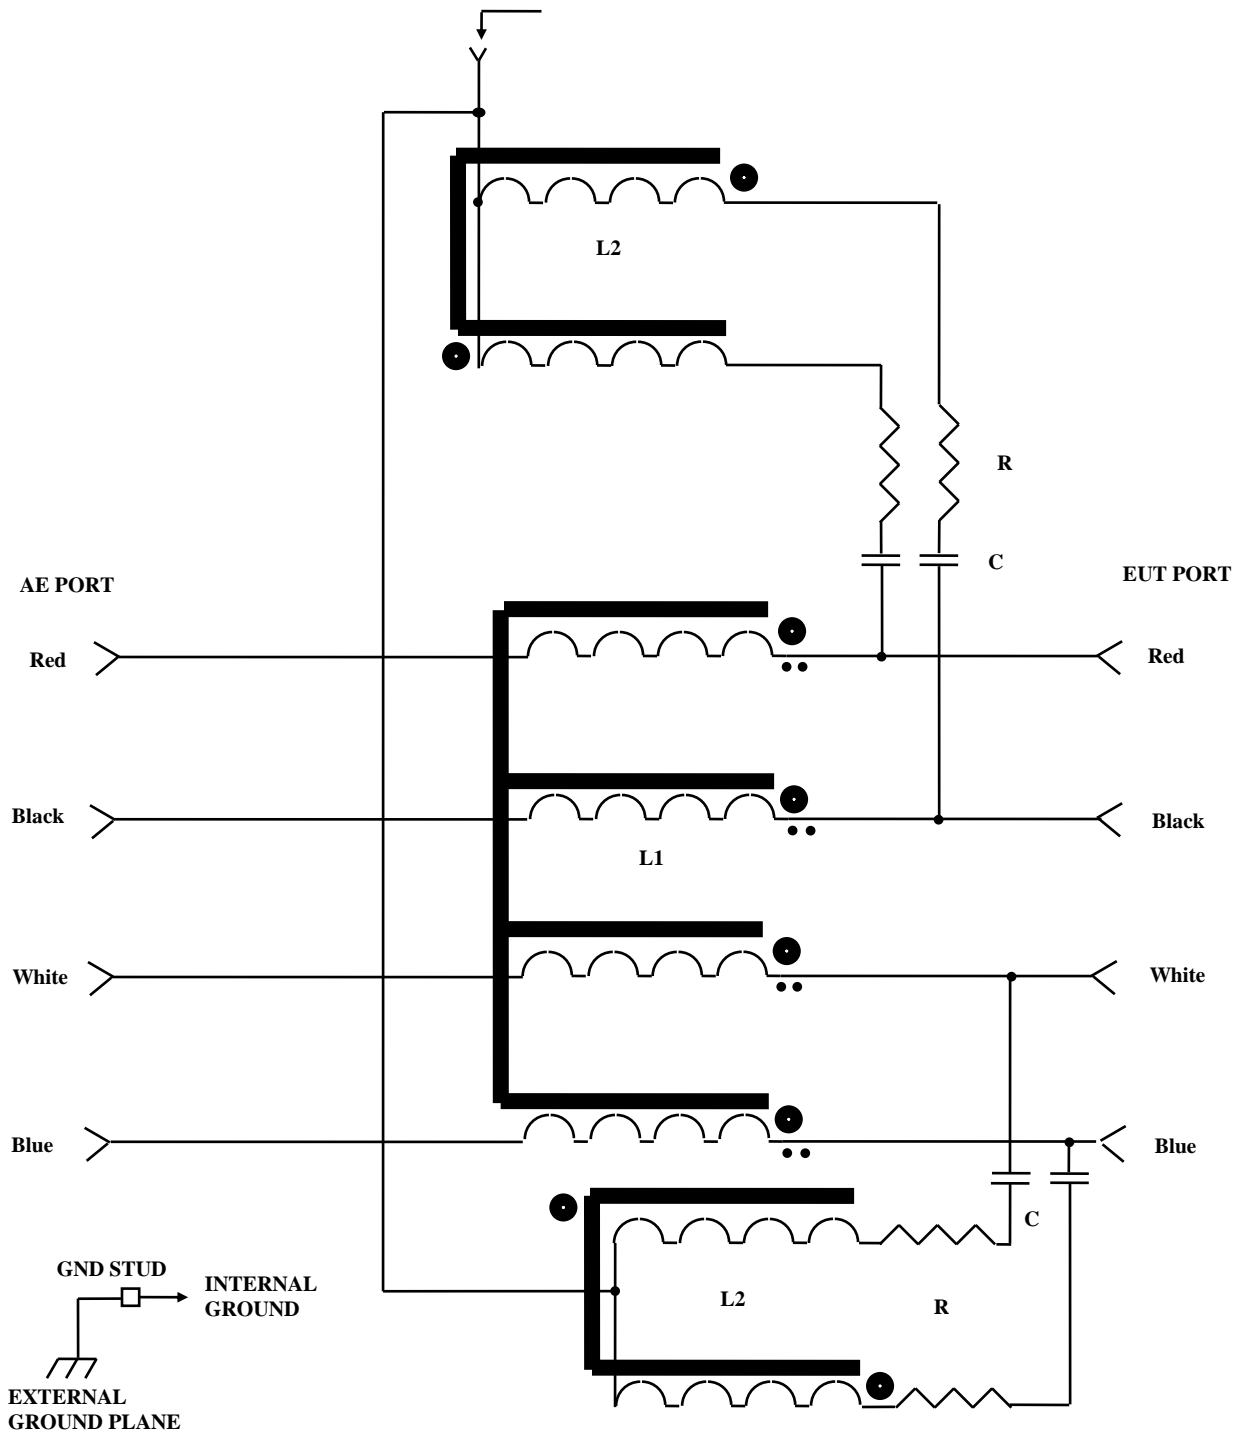 L2
R
C
AE PORT
EUT PORT
Red
Red
Black
Black
L1
White
White
Blue
Blue
C
GND STUD
INTERNAL
GROUND
L2
R
EXTERNAL
GROUND PLANE